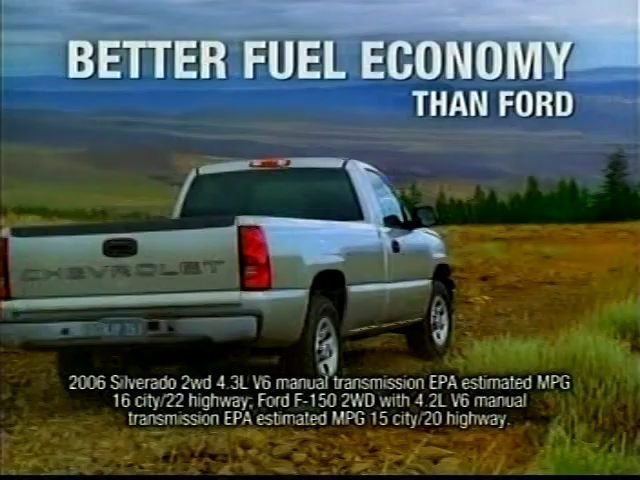 BETTER FUEL ECONOMY
THAN FORD
CHEVROLET
2006 Silverado 2wd 4.3L V6 manual transmission EPA estimated MPG
16 city/22 highway; Ford F-150 2WD with 4.2L V6 manual
transmission EPA estimated MPG 15 city/20 highway.